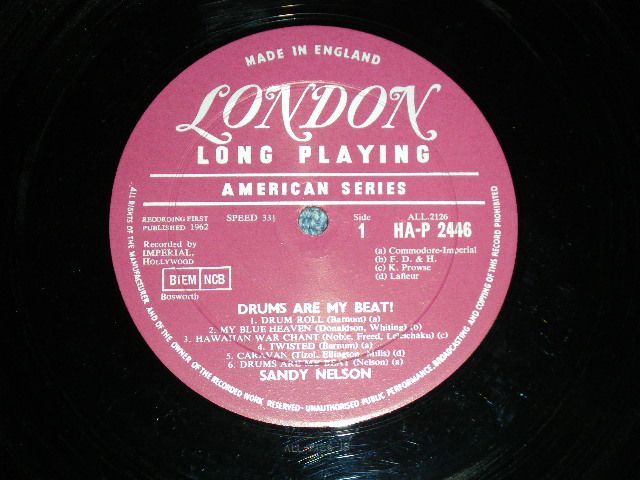 MADE IN ENGLAND
LONDON
LONG PLAYING
AMERICAN SERIES
RECORDING FIRST
PUBLISHED 1962
SPEED 33⅓
Side
1
ALL.2126
HA-P 2446
Recorded by
IMPERIAL,
HOLLYWOOD
(a) Commodore-Imperial
(b) F. D. & H.
(c) K. Prowse
(d) Lafleur
BIEM NCB
Bosworth
DRUMS ARE MY BEAT!
1. DRUM ROLL (Barnum) (a)
2. MY BLUE HEAVEN (Donaldson, Whiting) (b)
3. HAWAIIAN WAR CHANT (Noble, Freed, Leleiohaku) (c)
4. TWISTED (Barnum) (a)
5. CARAVAN (Tizol, Ellington, Mills) (d)
6. DRUMS ARE MY BEAT (Nelson) (a)
SANDY NELSON
ALL RIGHTS OF THE MANUFACTURER AND OF THE OWNER OF THE RECORDED WORK RESERVED · UNAUTHORISED PUBLIC PERFORMANCE BROADCASTING AND COPYING OF THIS RECORD PROHIBITED